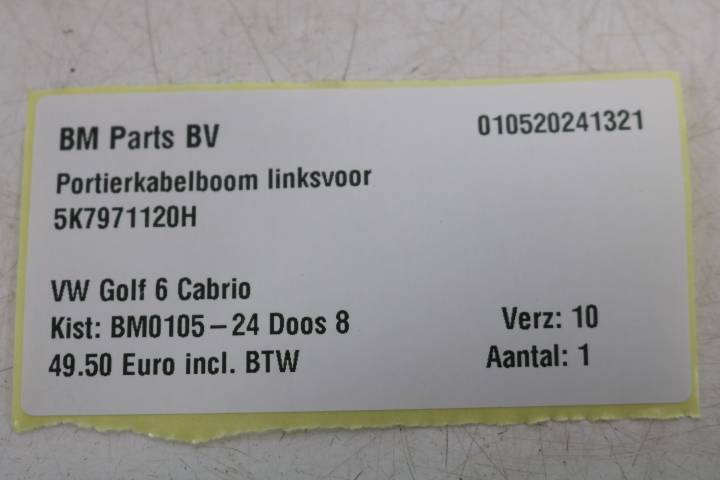 BM Parts BV 010520241321
Portierkabelboom linksvoor
5K7971120H
VW Golf 6 Cabrio
Kist: BM0105-24 Doos 8 Verz: 10
49.50 Euro incl. BTW Aantal: 1